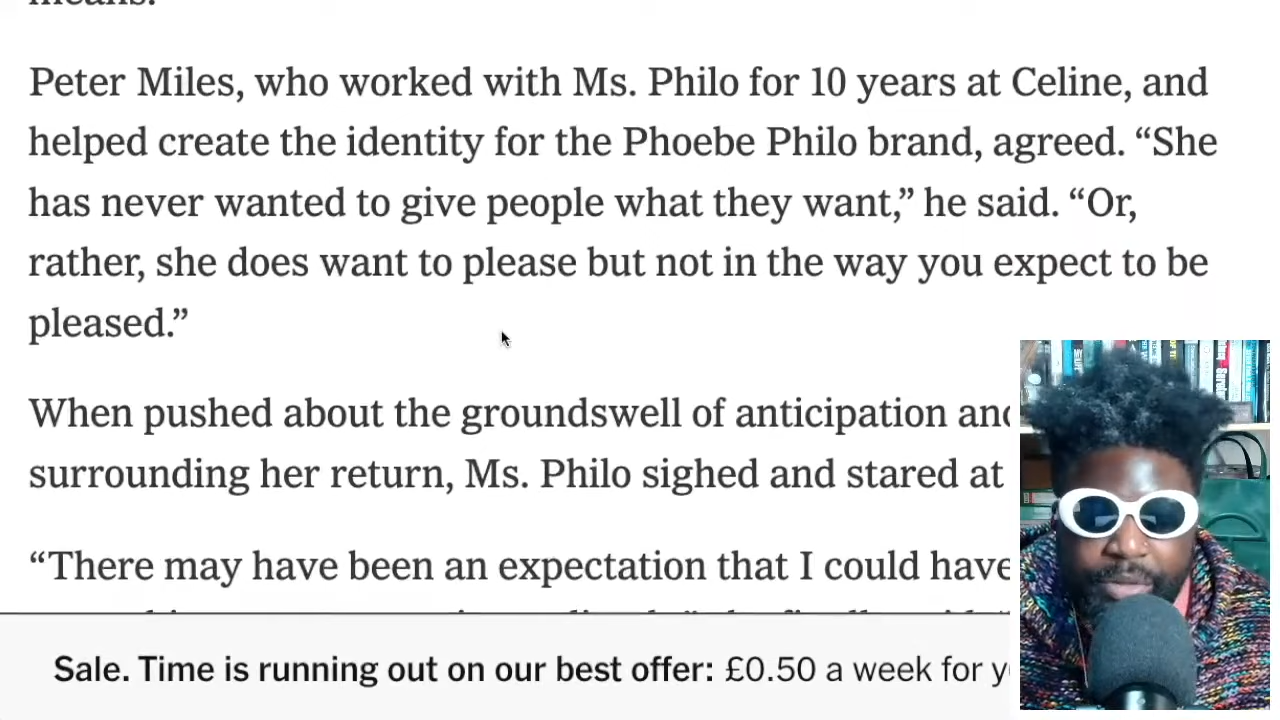 means.
Peter Miles, who worked with Ms. Philo for 10 years at Celine, and
helped create the identity for the Phoebe Philo brand, agreed. “She
has never wanted to give people what they want,” he said. “Or,
rather, she does want to please but not in the way you expect to be
pleased.”
When pushed about the groundswell of anticipation
surrounding her return, Ms. Philo sighed and stared at
“There may have been an expectation that I could have
Sale. Time is running out on our best offer: £0.50 a week for